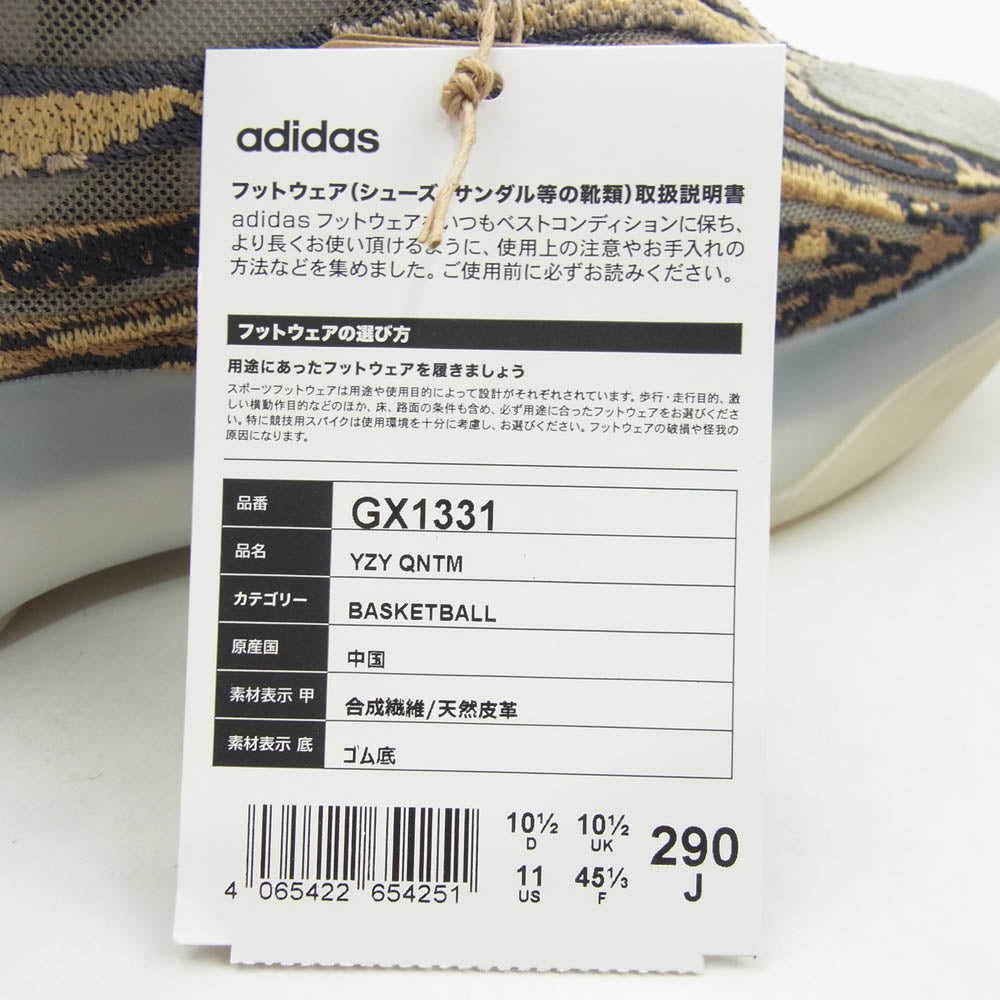 adidas
フットウェア(シューズ、サンダル等の靴類)取扱説明書
adidas フットウェアをいつもベストコンディションに保ち、
より長くお使い頂けるように、使用上の注意やお手入れの
方法などを集めました。ご使用前に必ずお読みください。
フットウェアの選び方
用途にあったフットウェアを履きましょう
スポーツフットウェアは用途や使用目的によって設計がそれぞれされています。歩行・走行目的、激
しい横動作目的などのほか、床、路面の条件も含め、必ず用途に合ったフットウェアをお選びくださ
い。特に競技用スパイクは使用環境を十分に考慮し、お選びください。フットウェアの破損や怪我の
原因になります。
品番 GX1331
品名 YZY QNTM
カテゴリー BASKETBALL
原産国 中国
素材表示 甲 合成繊維/天然皮革
素材表示 底 ゴム底
10½ 10½ 290
D UK J
11 45⅓
US F
4 065422 654251